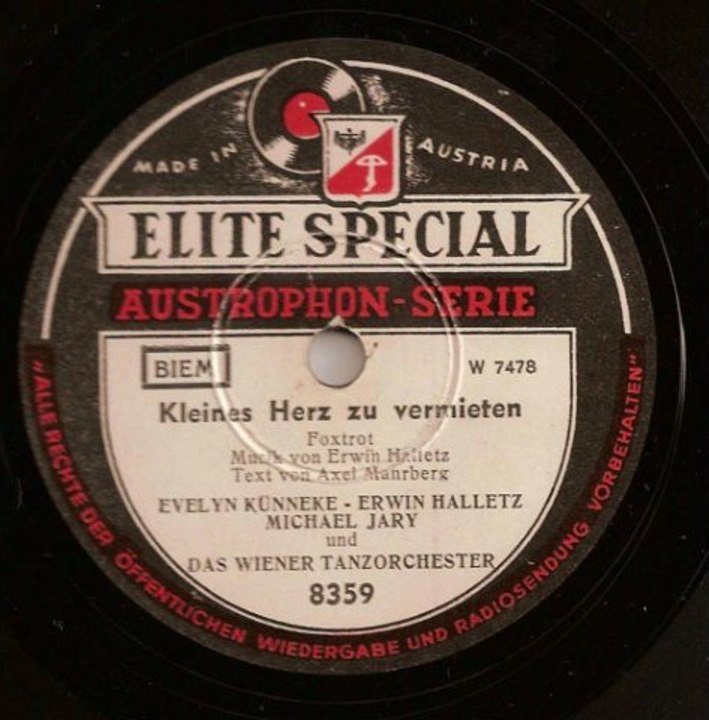 MADE IN AUSTRIA
ELITE SPECIAL
AUSTROPHON-SERIE
BIEM
W 7478
Kleines Herz zu vermieten
Foxtrot
Musik von Erwin Halletz
Text von Axel Mahrberg
EVELYN KÜNNEKE - ERWIN HALLETZ
MICHAEL JARY
und
DAS WIENER TANZORCHESTER
8359
"ALLE RECHTE DER ÖFFENTLICHEN WIEDERGABE UND RADIOSENDUNG VORBEHALTEN"